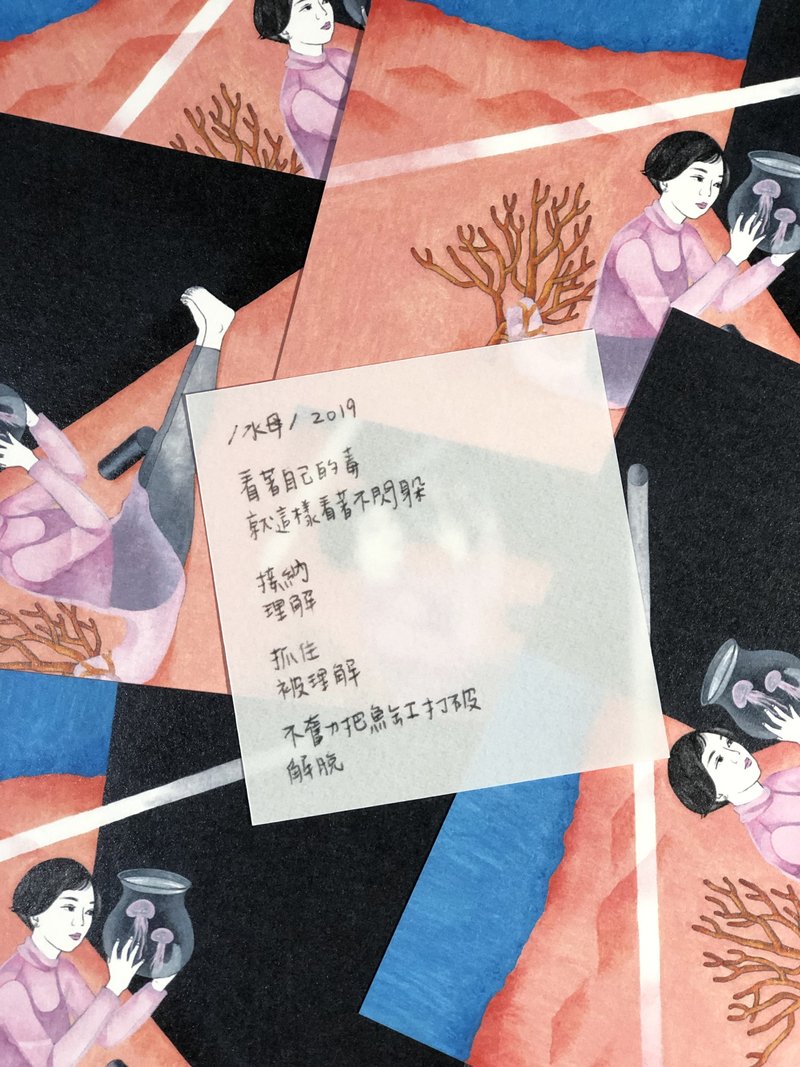 /水母/2019
看著自己的毒
就這樣看著不閃躲
接納
理解
抓住
被理解
不奮力把魚缸打破
解脫